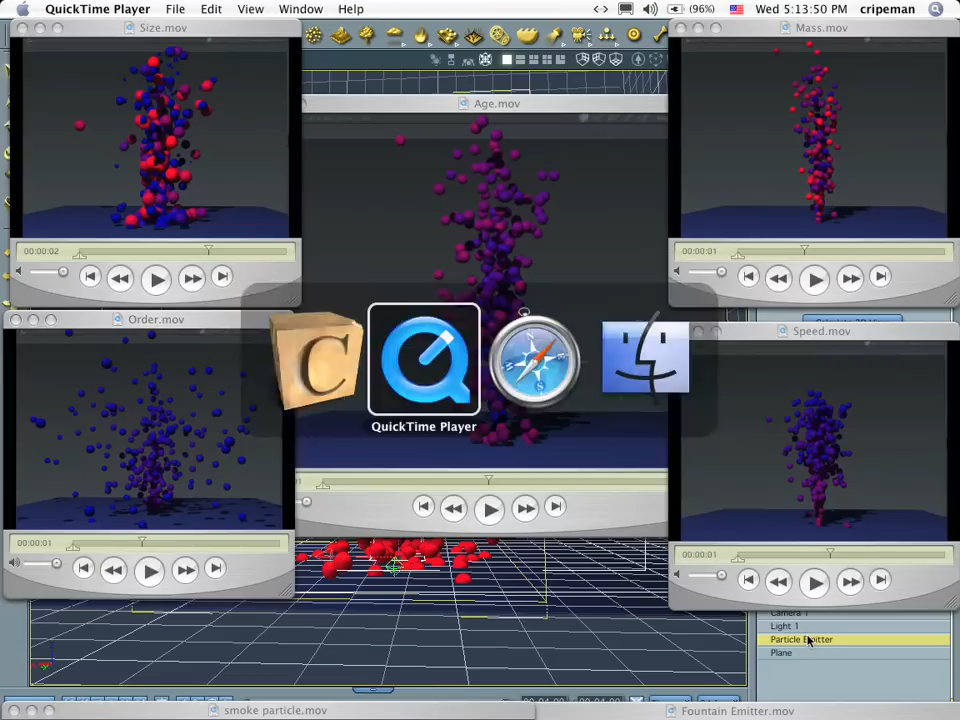 QuickTime Player File Edit View Window Help (96%) Wed 5:13:50 PM cripeman
Size.mov
Mass.mov
Age.mov
00:00:02
00:00:01
Order.mov
Speed.mov
C
QuickTime Player
00:00:01
00:00:01
Light 1
Particle Emitter
Plane
smoke particle.mov
Fountain Emitter.mov